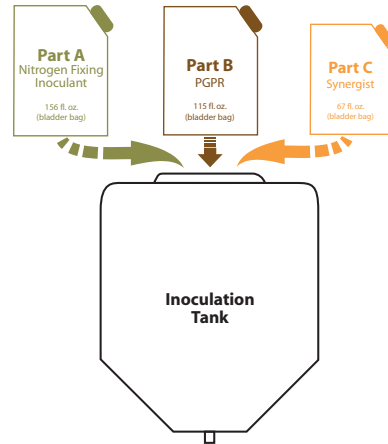 Part A
Nitrogen Fixing
Inoculant
156 fl. oz.
(bladder bag)
Part B
PGPR
115 fl. oz.
(bladder bag)
Part C
Synergist
67 fl. oz.
(bladder bag)
Inoculation
Tank